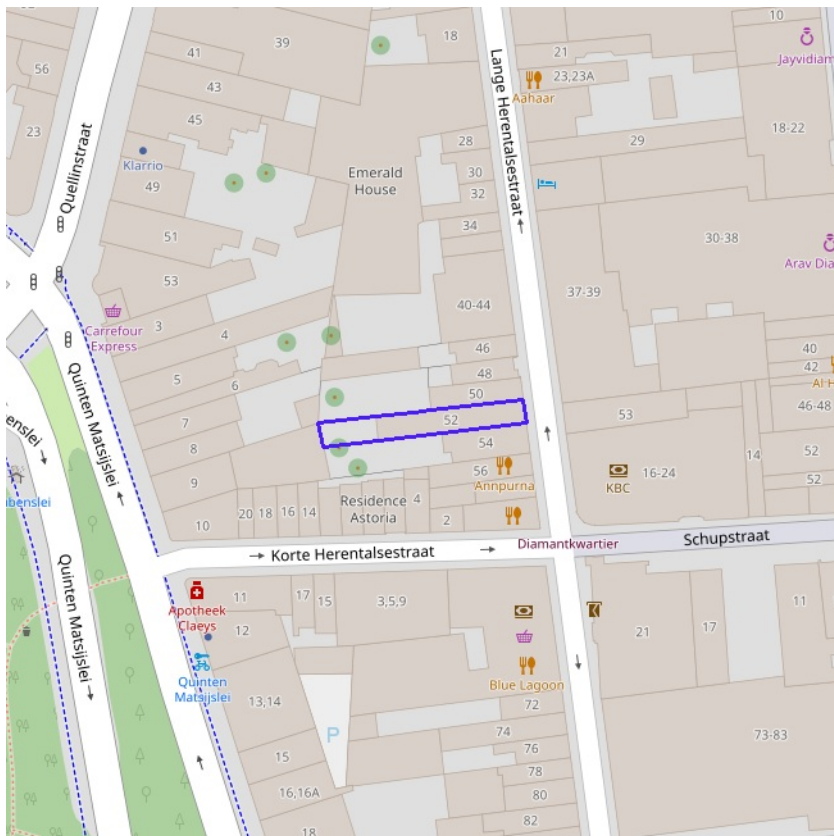 10
39
18
41
21
Jayvidiam
56
43
23,23A
Aahaar
Lange Herentalsestraat
45
18-22
23
28
29
Klarrio
Emerald
House
30
49
32
Quellinstraat
34
51
30-38
Arav Dia
53
37-39
40-44
3
4
Carrefour
Express
46
40
5
6
48
42
Al H
50
46-48
Quinten Matsijslei
7
52
53
54
8
52
56
16-24
14
9
KBC
52
Annpurna
Residence
Astoria
4
20
18
16
14
10
2
benslei
Diamantkwartier
Schupstraat
Korte Herentalsestraat
Quinten Matsijslei
11
17
15
3,5,9
11
Apotheek
Claeys
12
21
17
Quinten
Matsijslei
Blue Lagoon
13,14
72
P
74
73-83
76
15
78
16,16A
80
18
82